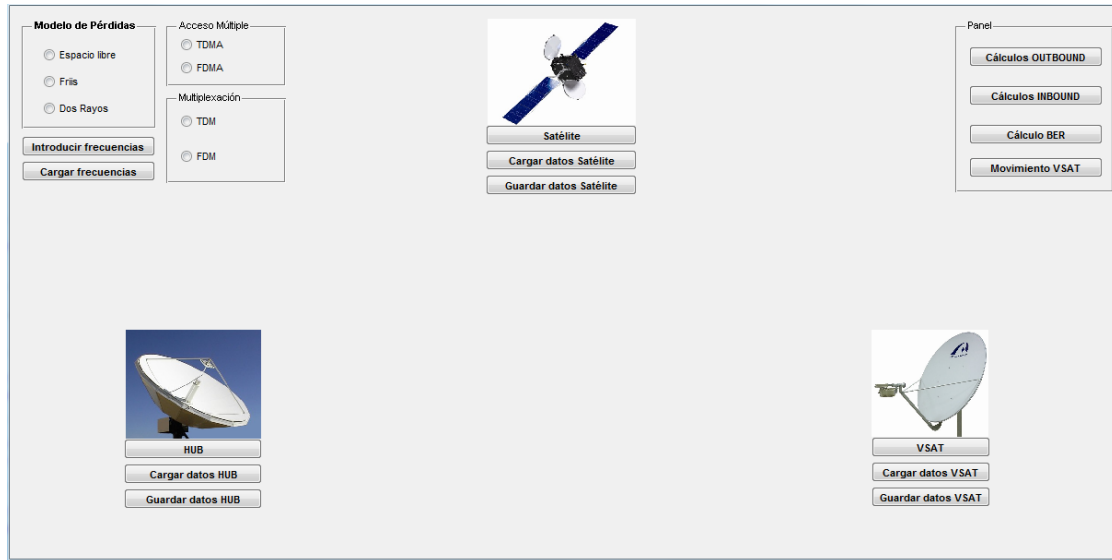 Modelo de Pérdidas
Espacio libre
Friis
Dos Rayos
Introducir frecuencias
Cargar frecuencias
Acceso Múltiple
TDMA
FDMA
Multiplexación
TDM
FDM
Satélite
Cargar datos Satélite
Guardar datos Satélite
Panel
Cálculos OUTBOUND
Cálculos INBOUND
Cálculo BER
Movimiento VSAT
HUB
Cargar datos HUB
Guardar datos HUB
VSAT
Cargar datos VSAT
Guardar datos VSAT